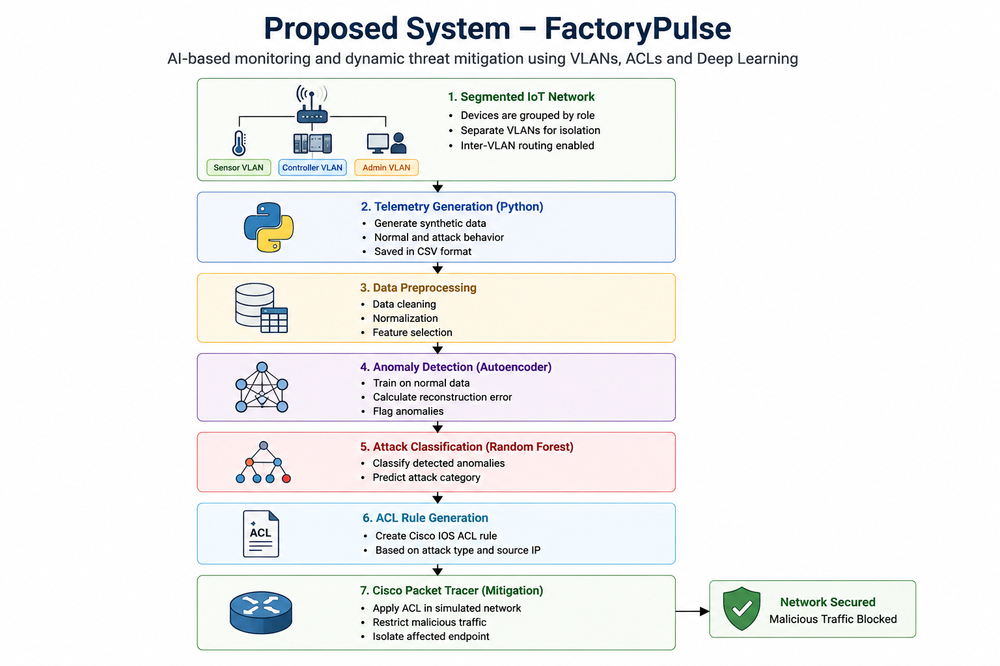 Proposed System – FactoryPulse
AI-based monitoring and dynamic threat mitigation using VLANs, ACLs and Deep Learning
1. Segmented IoT Network
• Devices are grouped by role
• Separate VLANs for isolation
• Inter-VLAN routing enabled
Sensor VLAN
Controller VLAN
Admin VLAN
2. Telemetry Generation (Python)
• Generate synthetic data
• Normal and attack behavior
• Saved in CSV format
3. Data Preprocessing
• Data cleaning
• Normalization
• Feature selection
4. Anomaly Detection (Autoencoder)
• Train on normal data
• Calculate reconstruction error
• Flag anomalies
5. Attack Classification (Random Forest)
• Classify detected anomalies
• Predict attack category
ACL
6. ACL Rule Generation
• Create Cisco IOS ACL rule
• Based on attack type and source IP
7. Cisco Packet Tracer (Mitigation)
• Apply ACL in simulated network
• Restrict malicious traffic
• Isolate affected endpoint
Network Secured
Malicious Traffic Blocked